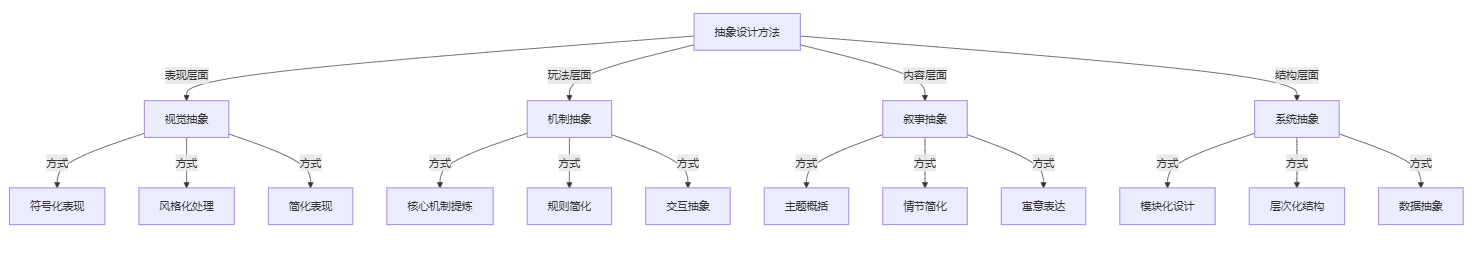 抽象设计方法
表现层面
玩法层面
内容层面
结构层面
视觉抽象
机制抽象
叙事抽象
系统抽象
方式
方式
方式
方式
方式
方式
方式
方式
方式
方式
方式
方式
符号化表现
风格化处理
简化表现
核心机制提炼
规则简化
交互抽象
主题概括
情节简化
寓意表达
模块化设计
层次化结构
数据抽象